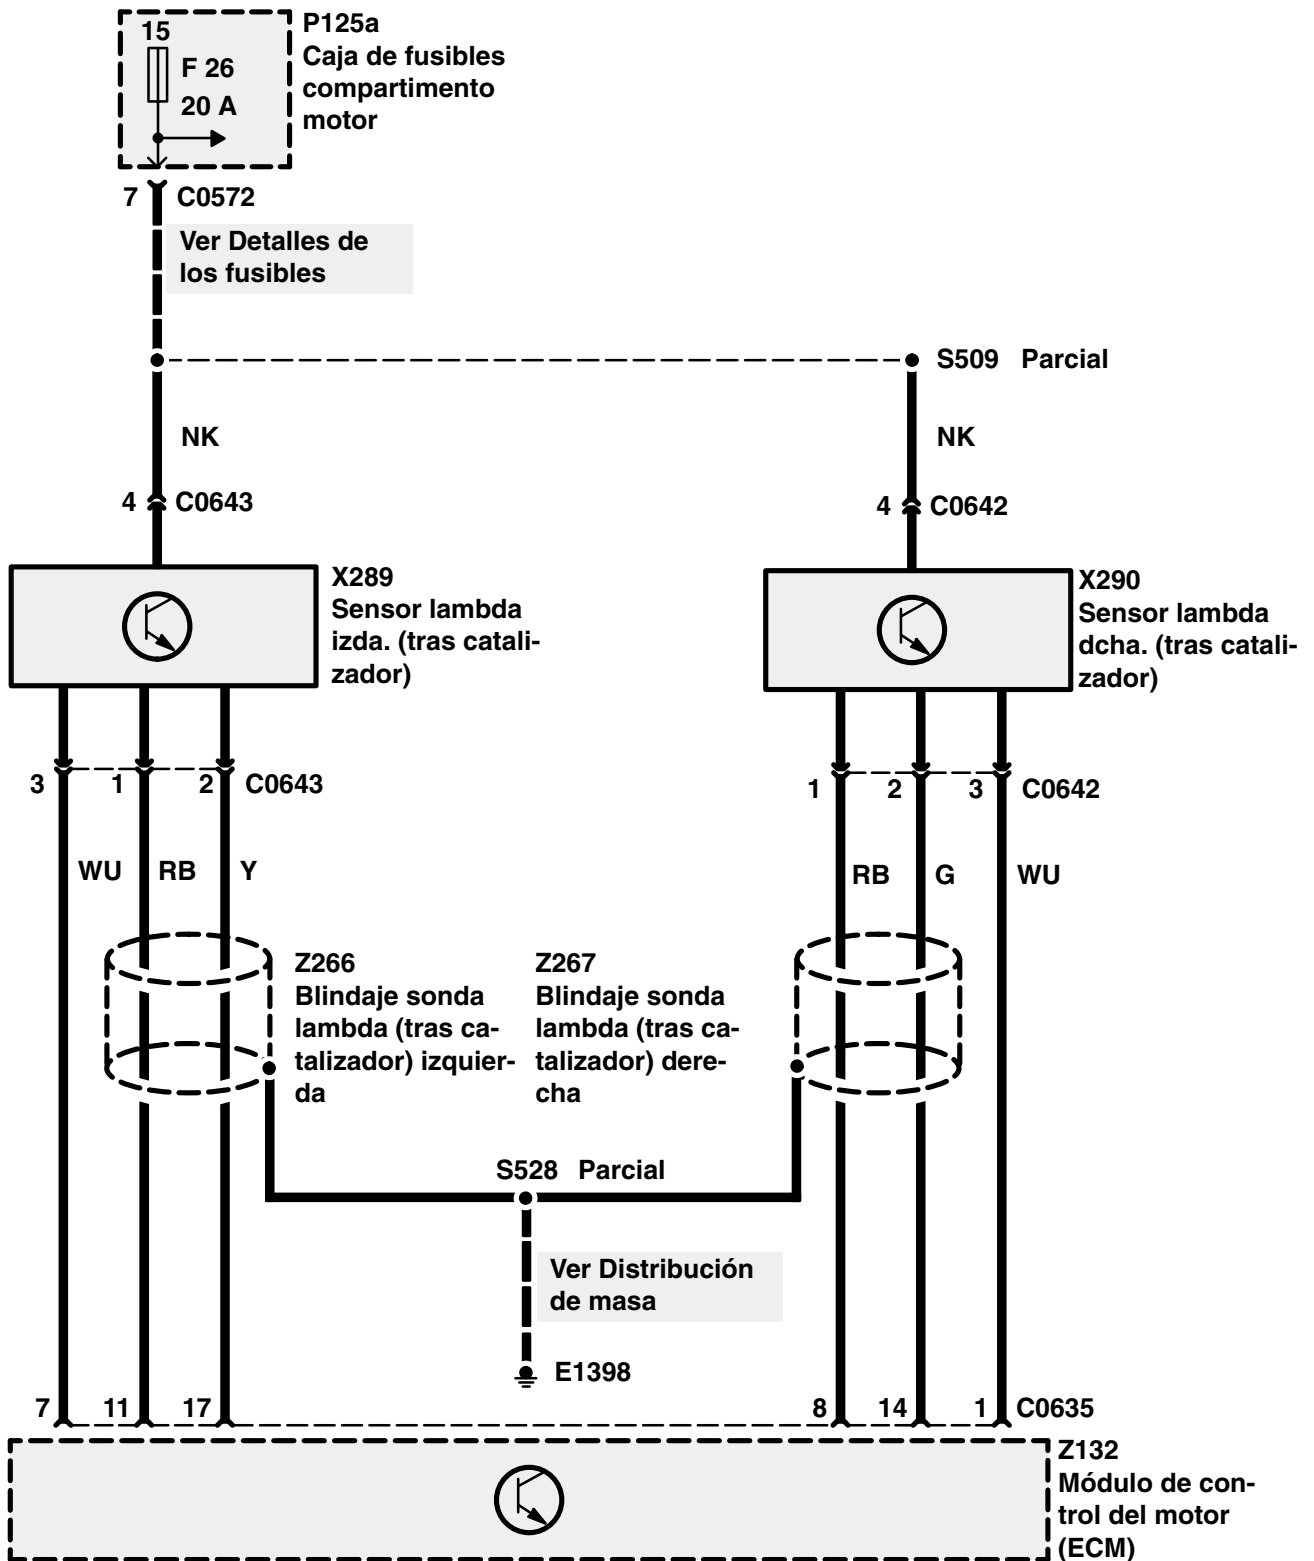 15
F 26
20 A
P125a
Caja de fusibles
compartimento
motor
7 C0572
Ver Detalles de
los fusibles
S509 Parcial
NK
NK
4 C0643
4 C0642
X289
Sensor lambda
izda. (tras catali-
zador)
X290
Sensor lambda
dcha. (tras catali-
zador)
3 1 2 C0643
1 2 3 C0642
WU RB Y
RB G WU
Z266
Blindaje sonda
lambda (tras ca-
talizador) izquier-
da
Z267
Blindaje sonda
lambda (tras ca-
talizador) dere-
cha
S528 Parcial
Ver Distribución
de masa
E1398
7 11 17 8 14 1 C0635
Z132
Módulo de con-
trol del motor
(ECM)